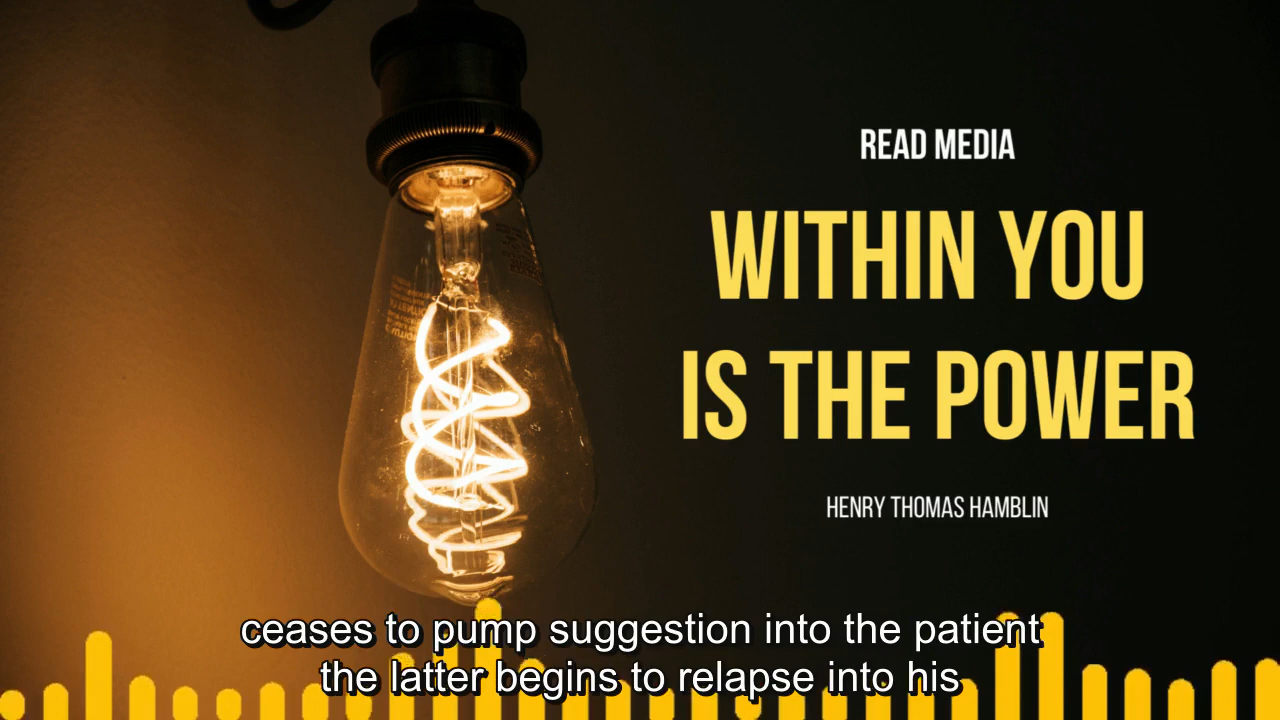 READ MEDIA
WITHIN YOU
IS THE POWER
HENRY THOMAS HAMBLIN
ceases to pump suggestion into the patient
the latter begins to relapse into his